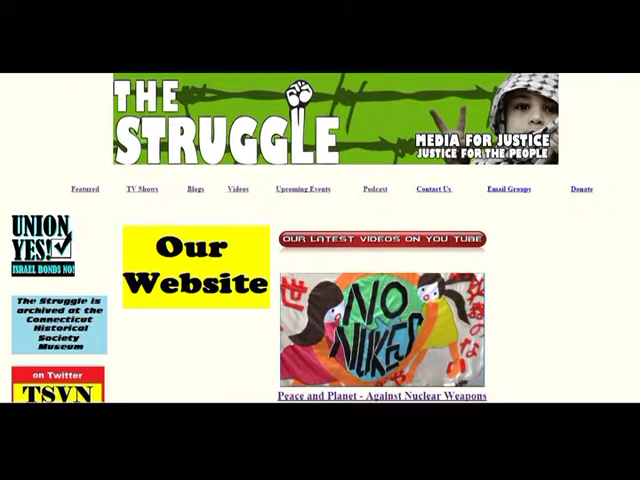 THE
STRUGGLE
MEDIA FOR JUSTICE
JUSTICE FOR THE PEOPLE
Featured TV Shows Blogs Videos Upcoming Events Podcast Contact Us Email Groups Donate
UNION
YES!
ISRAEL BONDS NO!
The Struggle is
archived at the
Connecticut
Historical
Society
Museum
on Twitter
TSVN
Our
Website
OUR LATEST VIDEOS ON YOU TUBE
NO
NUKES
Peace and Planet - Against Nuclear Weapons